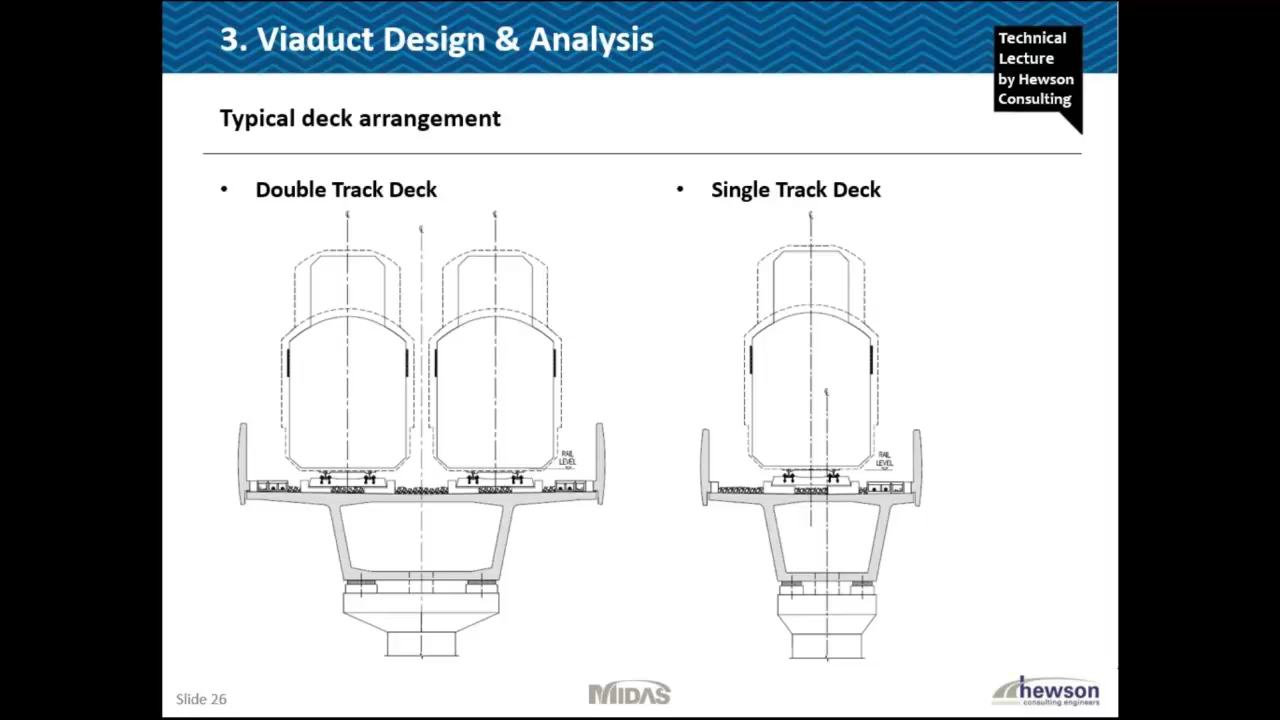 3. Viaduct Design & Analysis
Technical
Lecture
by Hewson
Consulting
Typical deck arrangement
• Double Track Deck
• Single Track Deck
RAIL
LEVEL
RAIL
LEVEL
Slide 26
MIDAS
hewson
consulting engineers